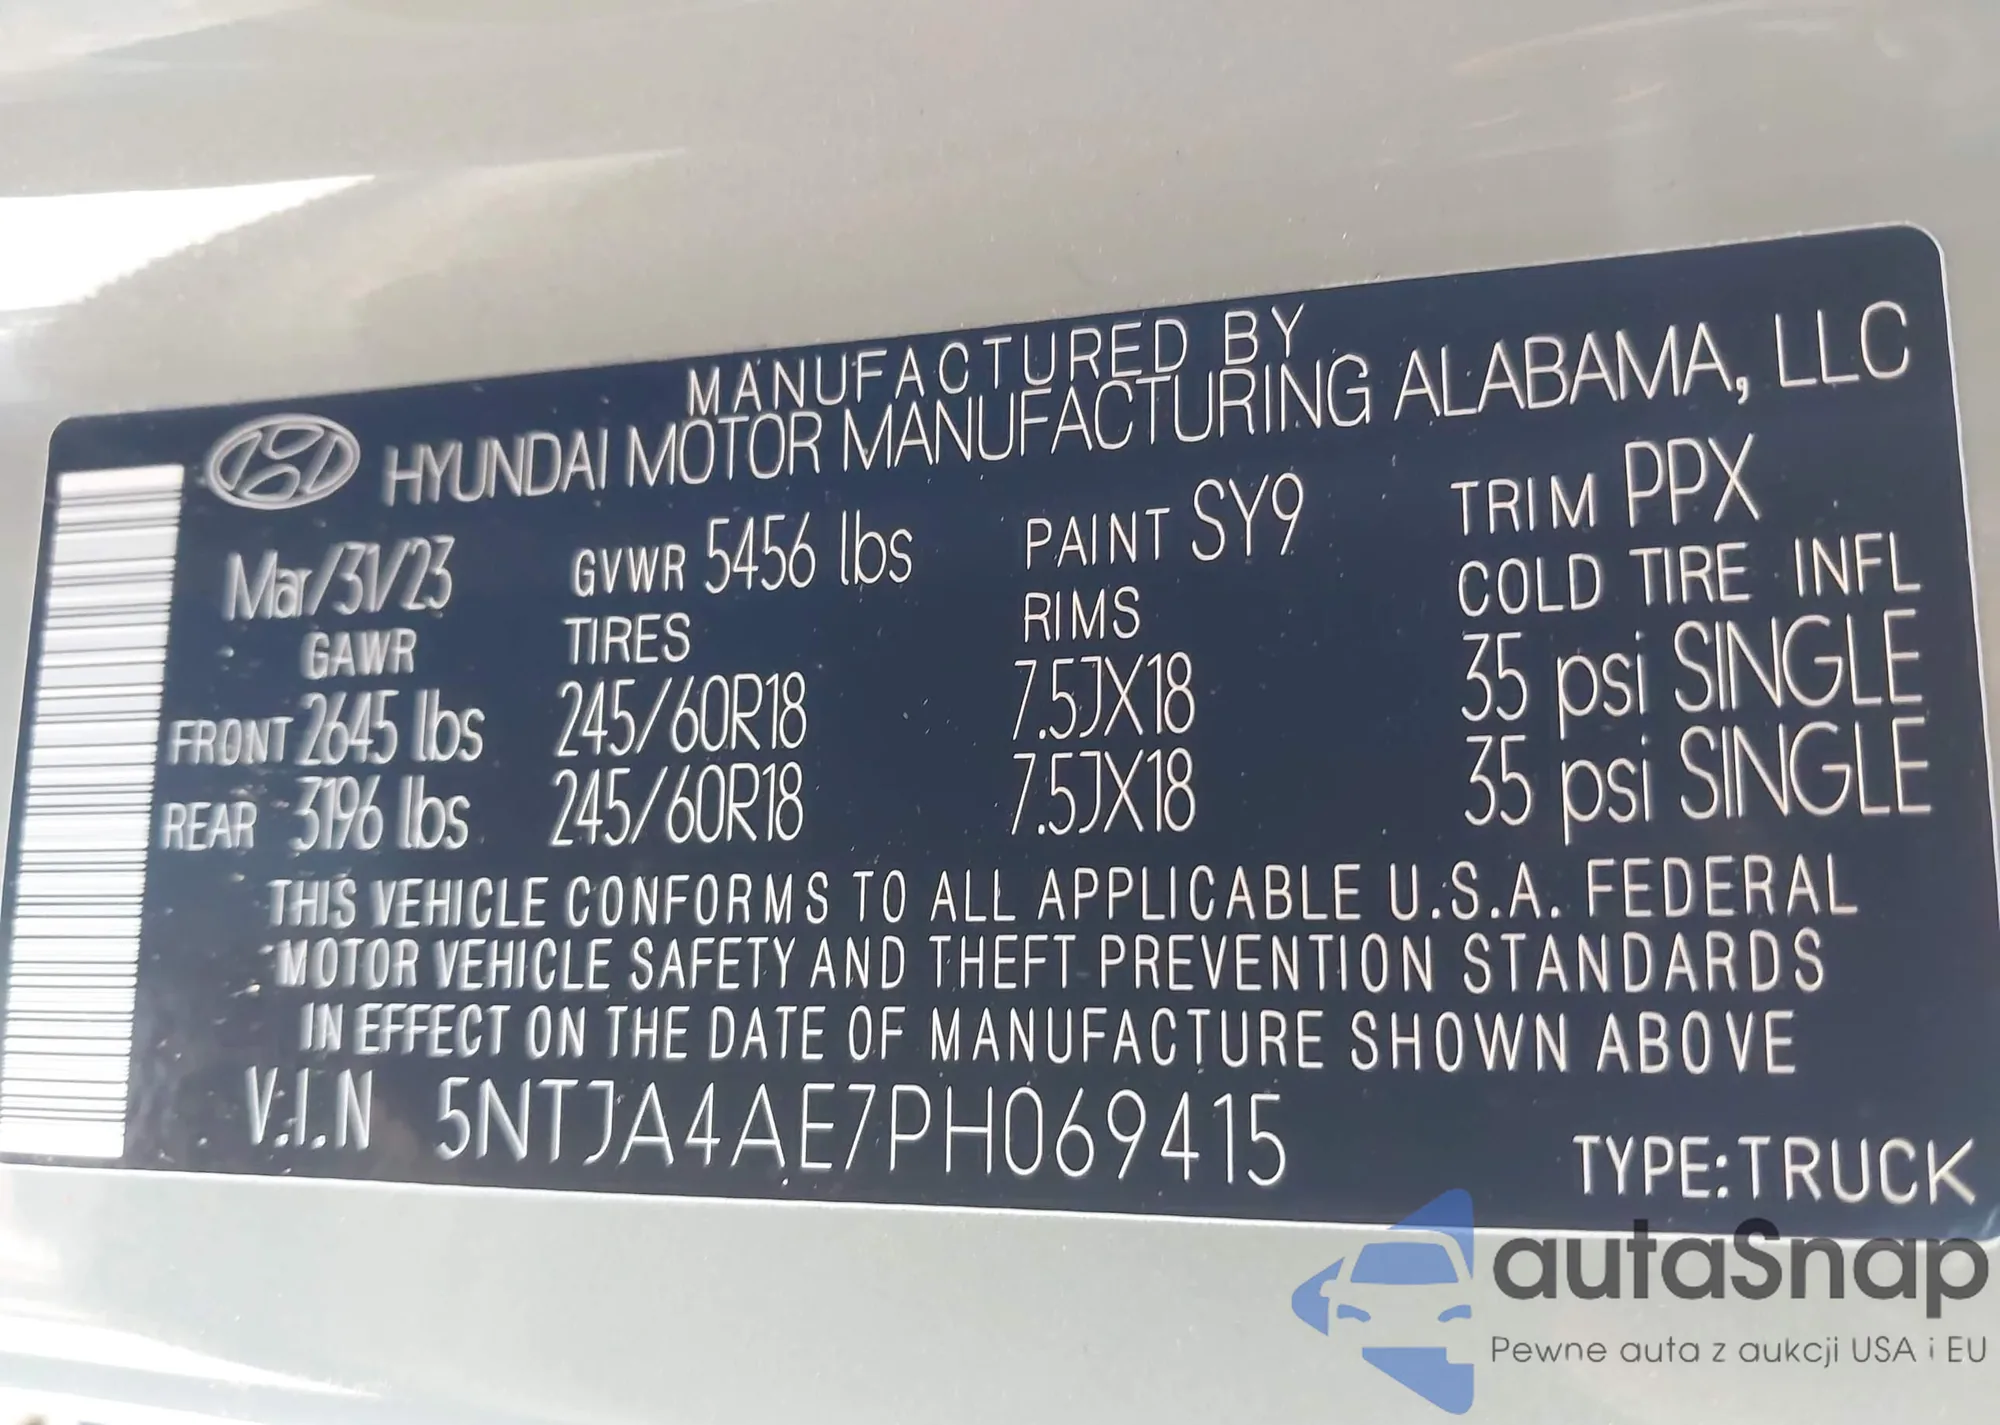 MANUFACTURED BY
HYUNDAI MOTOR MANUFACTURING ALABAMA, LLC
Mar/31/23 GVWR 5456 lbs PAINT SY9 TRIM PPX
GAWR TIRES RIMS COLD TIRE INFL
FRONT 2645 lbs 245/60R18 7.5JX18 35 psi SINGLE
REAR 3196 lbs 245/60R18 7.5JX18 35 psi SINGLE
THIS VEHICLE CONFORMS TO ALL APPLICABLE U.S.A. FEDERAL
MOTOR VEHICLE SAFETY AND THEFT PREVENTION STANDARDS
IN EFFECT ON THE DATE OF MANUFACTURE SHOWN ABOVE
V.I.N 5NTJA4AE7PH069415 TYPE:TRUCK
autaSnap
Pewne auta z aukcji USA i EU